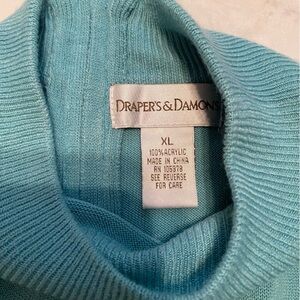 DRAPER'S & DAMON'S
XL
100% ACRYLIC
MADE IN CHINA
RN 105978
SEE REVERSE
FOR CARE